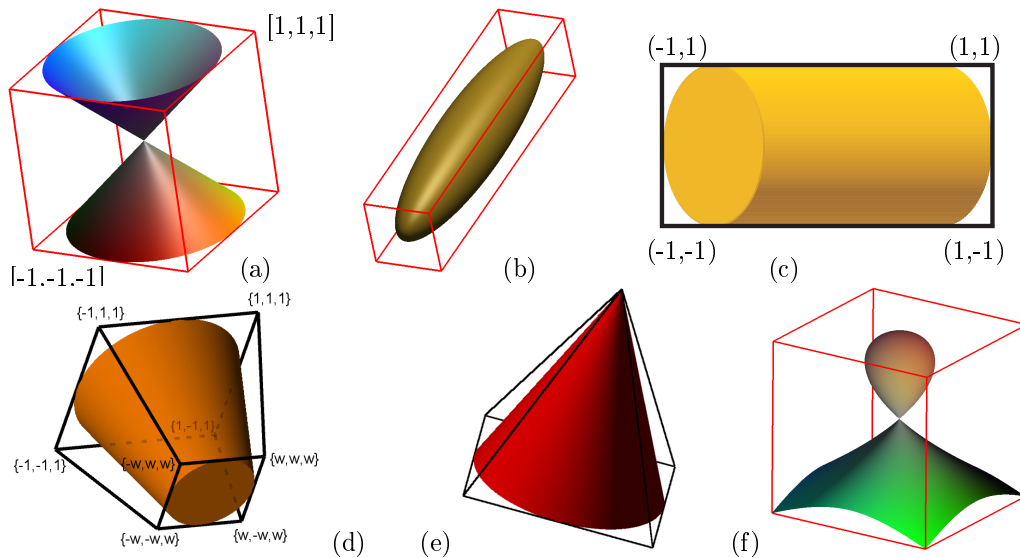 [1,1,1]
[-1,-1,-1]
(a)
(b)
(-1,1)
(1,1)
(-1,-1)
(1,-1)
(c)
{-1,1,1}
{1,1,1}
{1,-1,1}
{-1,-1,1}
{-w,w,w}
{w,w,w}
{-w,-w,w}
{w,-w,w}
(d)
(e)
(f)